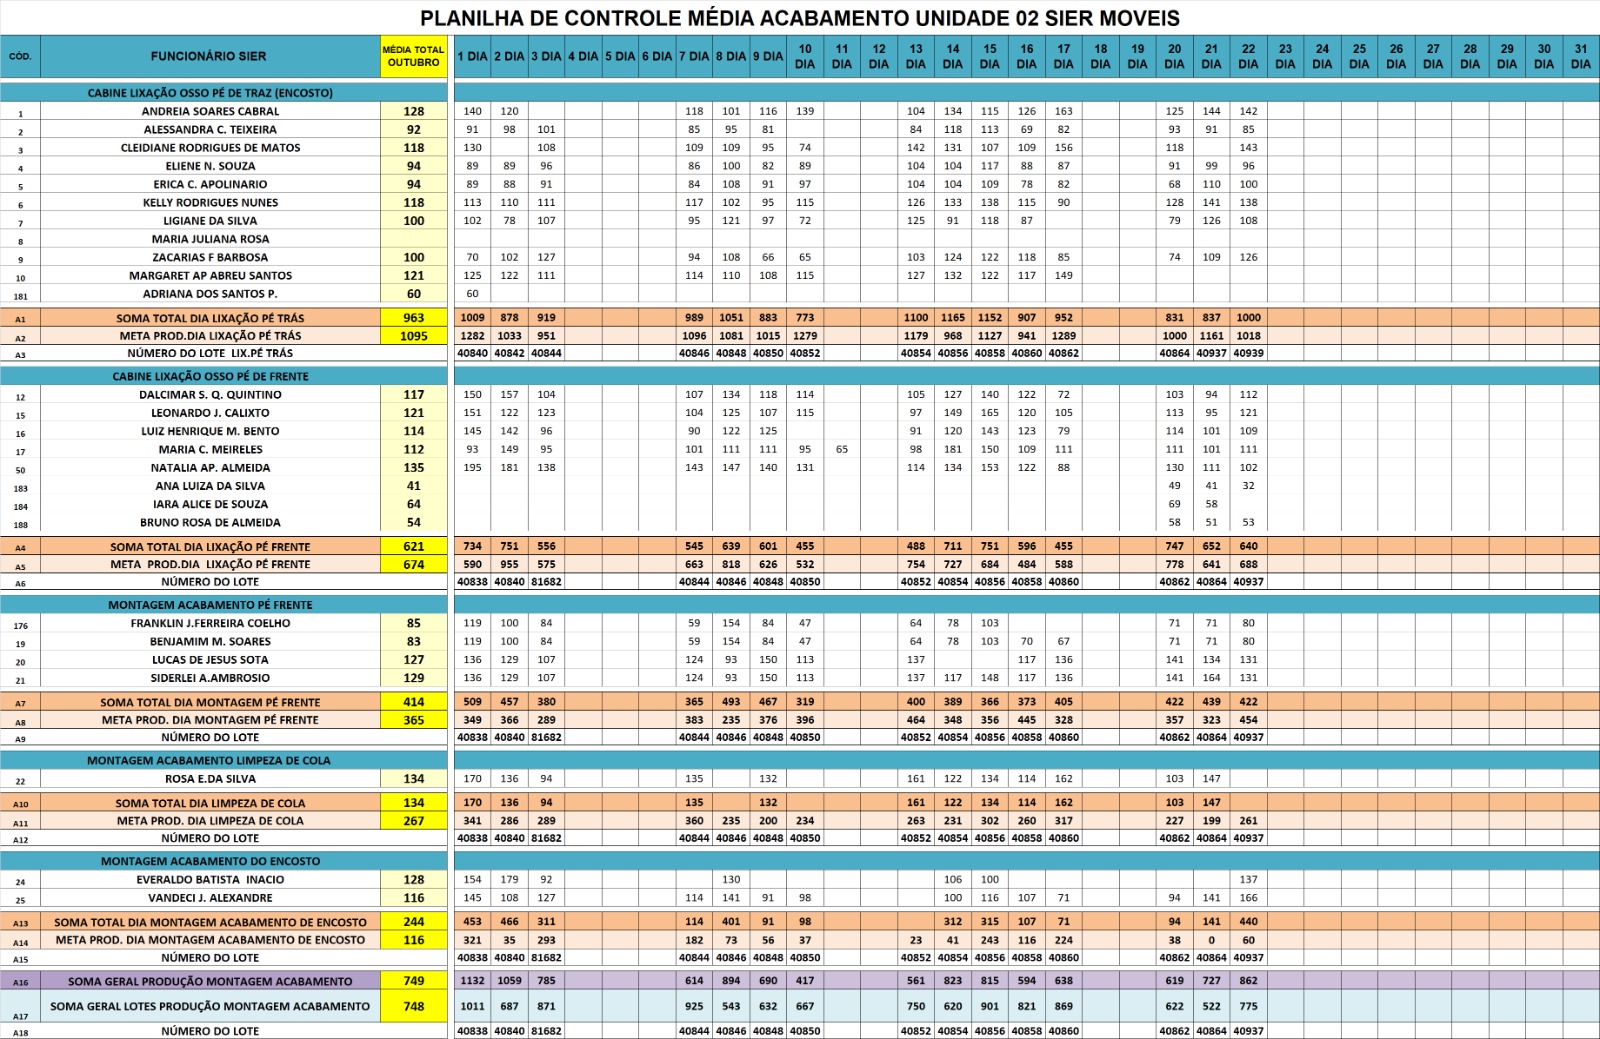 PLANILHA DE CONTROLE MÉDIA ACABAMENTO UNIDADE 02 SIER MOVEIS
CÓD. FUNCIONÁRIO SIER MÉDIA TOTAL OUTUBRO 1 DIA 2 DIA 3 DIA 4 DIA 5 DIA 6 DIA 7 DIA 8 DIA 9 DIA 10 DIA 11 DIA 12 DIA 13 DIA 14 DIA 15 DIA 16 DIA 17 DIA 18 DIA 19 DIA 20 DIA 21 DIA 22 DIA 23 DIA 24 DIA 25 DIA 26 DIA 27 DIA 28 DIA 29 DIA 30 DIA 31 DIA
CABINE LIXAÇÃO OSSO PÉ DE TRAZ (ENCOSTO)
1 ANDREIA SOARES CABRAL 128 140 120 118 101 116 139 104 134 115 126 163 125 144 142
2 ALESSANDRA C. TEIXEIRA 92 91 98 101 85 95 81 84 118 113 69 82 93 91 85
3 CLEIDIANE RODRIGUES DE MATOS 118 130 108 109 109 95 74 142 131 107 109 156 118 143
4 ELIENE N. SOUZA 94 89 89 96 86 100 82 89 104 104 117 88 87 91 99 96
5 ERICA C. APOLINARIO 94 89 88 91 84 108 91 97 104 104 109 78 82 68 110 100
6 KELLY RODRIGUES NUNES 118 113 110 111 117 102 95 115 126 133 138 115 90 128 141 138
7 LIGIANE DA SILVA 100 102 78 107 95 121 97 72 125 91 118 87 79 126 108
8 MARIA JULIANA ROSA
9 ZACARIAS F BARBOSA 100 70 102 127 94 108 66 65 103 124 122 118 85 74 109 126
10 MARGARET AP ABREU SANTOS 121 125 122 111 114 110 108 115 127 132 122 117 149
181 ADRIANA DOS SANTOS P. 60 60
A1 SOMA TOTAL DIA LIXAÇÃO PÉ TRÁS 963 1009 878 919 989 1051 883 773 1100 1165 1152 907 952 831 837 1000
A2 META PROD.DIA LIXAÇÃO PÉ TRÁS 1095 1282 1033 951 1096 1081 1015 1279 1179 968 1127 941 1289 1000 1161 1018
A3 NÚMERO DO LOTE LIX.PÉ TRÁS 40840 40842 40844 40846 40848 40850 40852 40854 40856 40858 40860 40862 40864 40937 40939
CABINE LIXAÇÃO OSSO PÉ DE FRENTE
12 DALCIMAR S. Q. QUINTINO 117 150 157 104 107 134 118 114 105 127 140 122 72 103 94 112
15 LEONARDO J. CALIXTO 121 151 122 123 104 125 107 115 97 149 165 120 105 113 95 121
16 LUIZ HENRIQUE M. BENTO 114 145 142 96 90 122 125 91 120 143 123 79 114 101 109
17 MARIA C. MEIRELES 112 93 149 95 101 111 111 95 65 98 181 150 109 111 111 101 111
50 NATALIA AP. ALMEIDA 135 195 181 138 143 147 140 131 114 134 153 122 88 130 111 102
183 ANA LUIZA DA SILVA 41 49 41 32
184 IARA ALICE DE SOUZA 64 69 58
188 BRUNO ROSA DE ALMEIDA 54 58 51 53
A4 SOMA TOTAL DIA LIXAÇÃO PÉ FRENTE 621 734 751 556 545 639 601 455 488 711 751 596 455 747 652 640
A5 META PROD.DIA LIXAÇÃO PÉ FRENTE 674 590 955 575 663 818 626 532 754 727 684 484 588 778 641 688
A6 NÚMERO DO LOTE 40838 40840 81682 40844 40846 40848 40850 40852 40854 40856 40858 40860 40862 40864 40937
MONTAGEM ACABAMENTO PÉ FRENTE
176 FRANKLIN J.FERREIRA COELHO 85 119 100 84 59 154 84 47 64 78 103 71 71 80
19 BENJAMIM M. SOARES 83 119 100 84 59 154 84 47 64 78 103 70 67 71 71 80
20 LUCAS DE JESUS SOTA 127 136 129 107 124 93 150 113 137 117 136 141 134 131
21 SIDERLEI A.AMBROSIO 129 136 129 107 124 93 150 113 137 117 148 117 136 141 164 131
A7 SOMA TOTAL DIA MONTAGEM PÉ FRENTE 414 509 457 380 365 493 467 319 400 389 366 373 405 422 439 422
A8 META PROD. DIA MONTAGEM PÉ FRENTE 365 349 366 289 383 235 376 396 464 348 356 445 328 357 323 454
A9 NÚMERO DO LOTE 40838 40840 81682 40844 40846 40848 40850 40852 40854 40856 40858 40860 40862 40864 40937
MONTAGEM ACABAMENTO LIMPEZA DE COLA
22 ROSA E.DA SILVA 134 170 136 94 135 132 161 122 134 114 162 103 147
A10 SOMA TOTAL DIA LIMPEZA DE COLA 134 170 136 94 135 132 161 122 134 114 162 103 147
A11 META PROD. DIA LIMPEZA DE COLA 267 341 286 289 360 235 200 234 263 231 302 260 317 227 199 261
A12 NÚMERO DO LOTE 40838 40840 81682 40844 40846 40848 40850 40852 40854 40856 40858 40860 40862 40864 40937
MONTAGEM ACABAMENTO DO ENCOSTO
24 EVERALDO BATISTA INACIO 128 154 179 92 130 106 100 137
25 VANDECI J. ALEXANDRE 116 145 108 127 114 141 91 98 100 116 107 71 94 141 166
A13 SOMA TOTAL DIA MONTAGEM ACABAMENTO DE ENCOSTO 244 453 466 311 114 401 91 98 312 315 107 71 94 141 440
A14 META PROD. DIA MONTAGEM ACABAMENTO DE ENCOSTO 116 321 35 293 182 73 56 37 23 41 243 116 224 38 0 60
A15 NÚMERO DO LOTE 40838 40840 81682 40844 40846 40848 40850 40852 40854 40856 40858 40860 40862 40864 40937
A16 SOMA GERAL PRODUÇÃO MONTAGEM ACABAMENTO 749 1132 1059 785 614 894 690 417 561 823 815 594 638 619 727 862
A17 SOMA GERAL LOTES PRODUÇÃO MONTAGEM ACABAMENTO 748 1011 687 871 925 543 632 667 750 620 901 821 869 622 522 775
A18 NÚMERO DO LOTE 40838 40840 81682 40844 40846 40848 40850 40852 40854 40856 40858 40860 40862 40864 40937